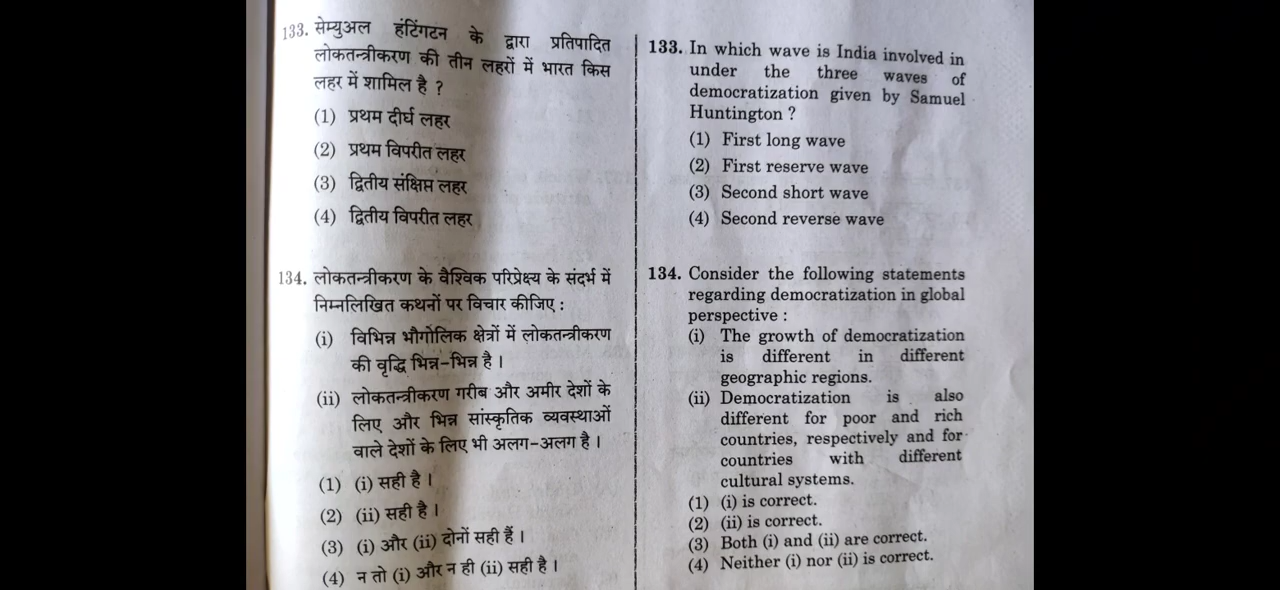 133. सेम्युअल हंटिंगटन के द्वारा प्रतिपादित
लोकतन्त्रीकरण की तीन लहरों में भारत किस
लहर में शामिल है ?
(1) प्रथम दीर्घ लहर
(2) प्रथम विपरीत लहर
(3) द्वितीय संक्षिप्त लहर
(4) द्वितीय विपरीत लहर
134. लोकतन्त्रीकरण के वैश्विक परिप्रेक्ष्य के संदर्भ में
निम्नलिखित कथनों पर विचार कीजिए :
(i) विभिन्न भौगोलिक क्षेत्रों में लोकतन्त्रीकरण
की वृद्धि भिन्न-भिन्न है ।
(ii) लोकतन्त्रीकरण गरीब और अमीर देशों के
लिए और भिन्न सांस्कृतिक व्यवस्थाओं
वाले देशों के लिए भी अलग-अलग है ।
(1) (i) सही है ।
(2) (ii) सही है ।
(3) (i) और (ii) दोनों सही हैं ।
(4) न तो (i) और न ही (ii) सही है ।
133. In which wave is India involved in
under the three waves of
democratization given by Samuel
Huntington ?
(1) First long wave
(2) First reserve wave
(3) Second short wave
(4) Second reverse wave
134. Consider the following statements
regarding democratization in global
perspective :
(i) The growth of democratization
is different in different
geographic regions.
(ii) Democratization is also
different for poor and rich
countries, respectively and for
countries with different
cultural systems.
(1) (i) is correct.
(2) (ii) is correct.
(3) Both (i) and (ii) are correct.
(4) Neither (i) nor (ii) is correct.